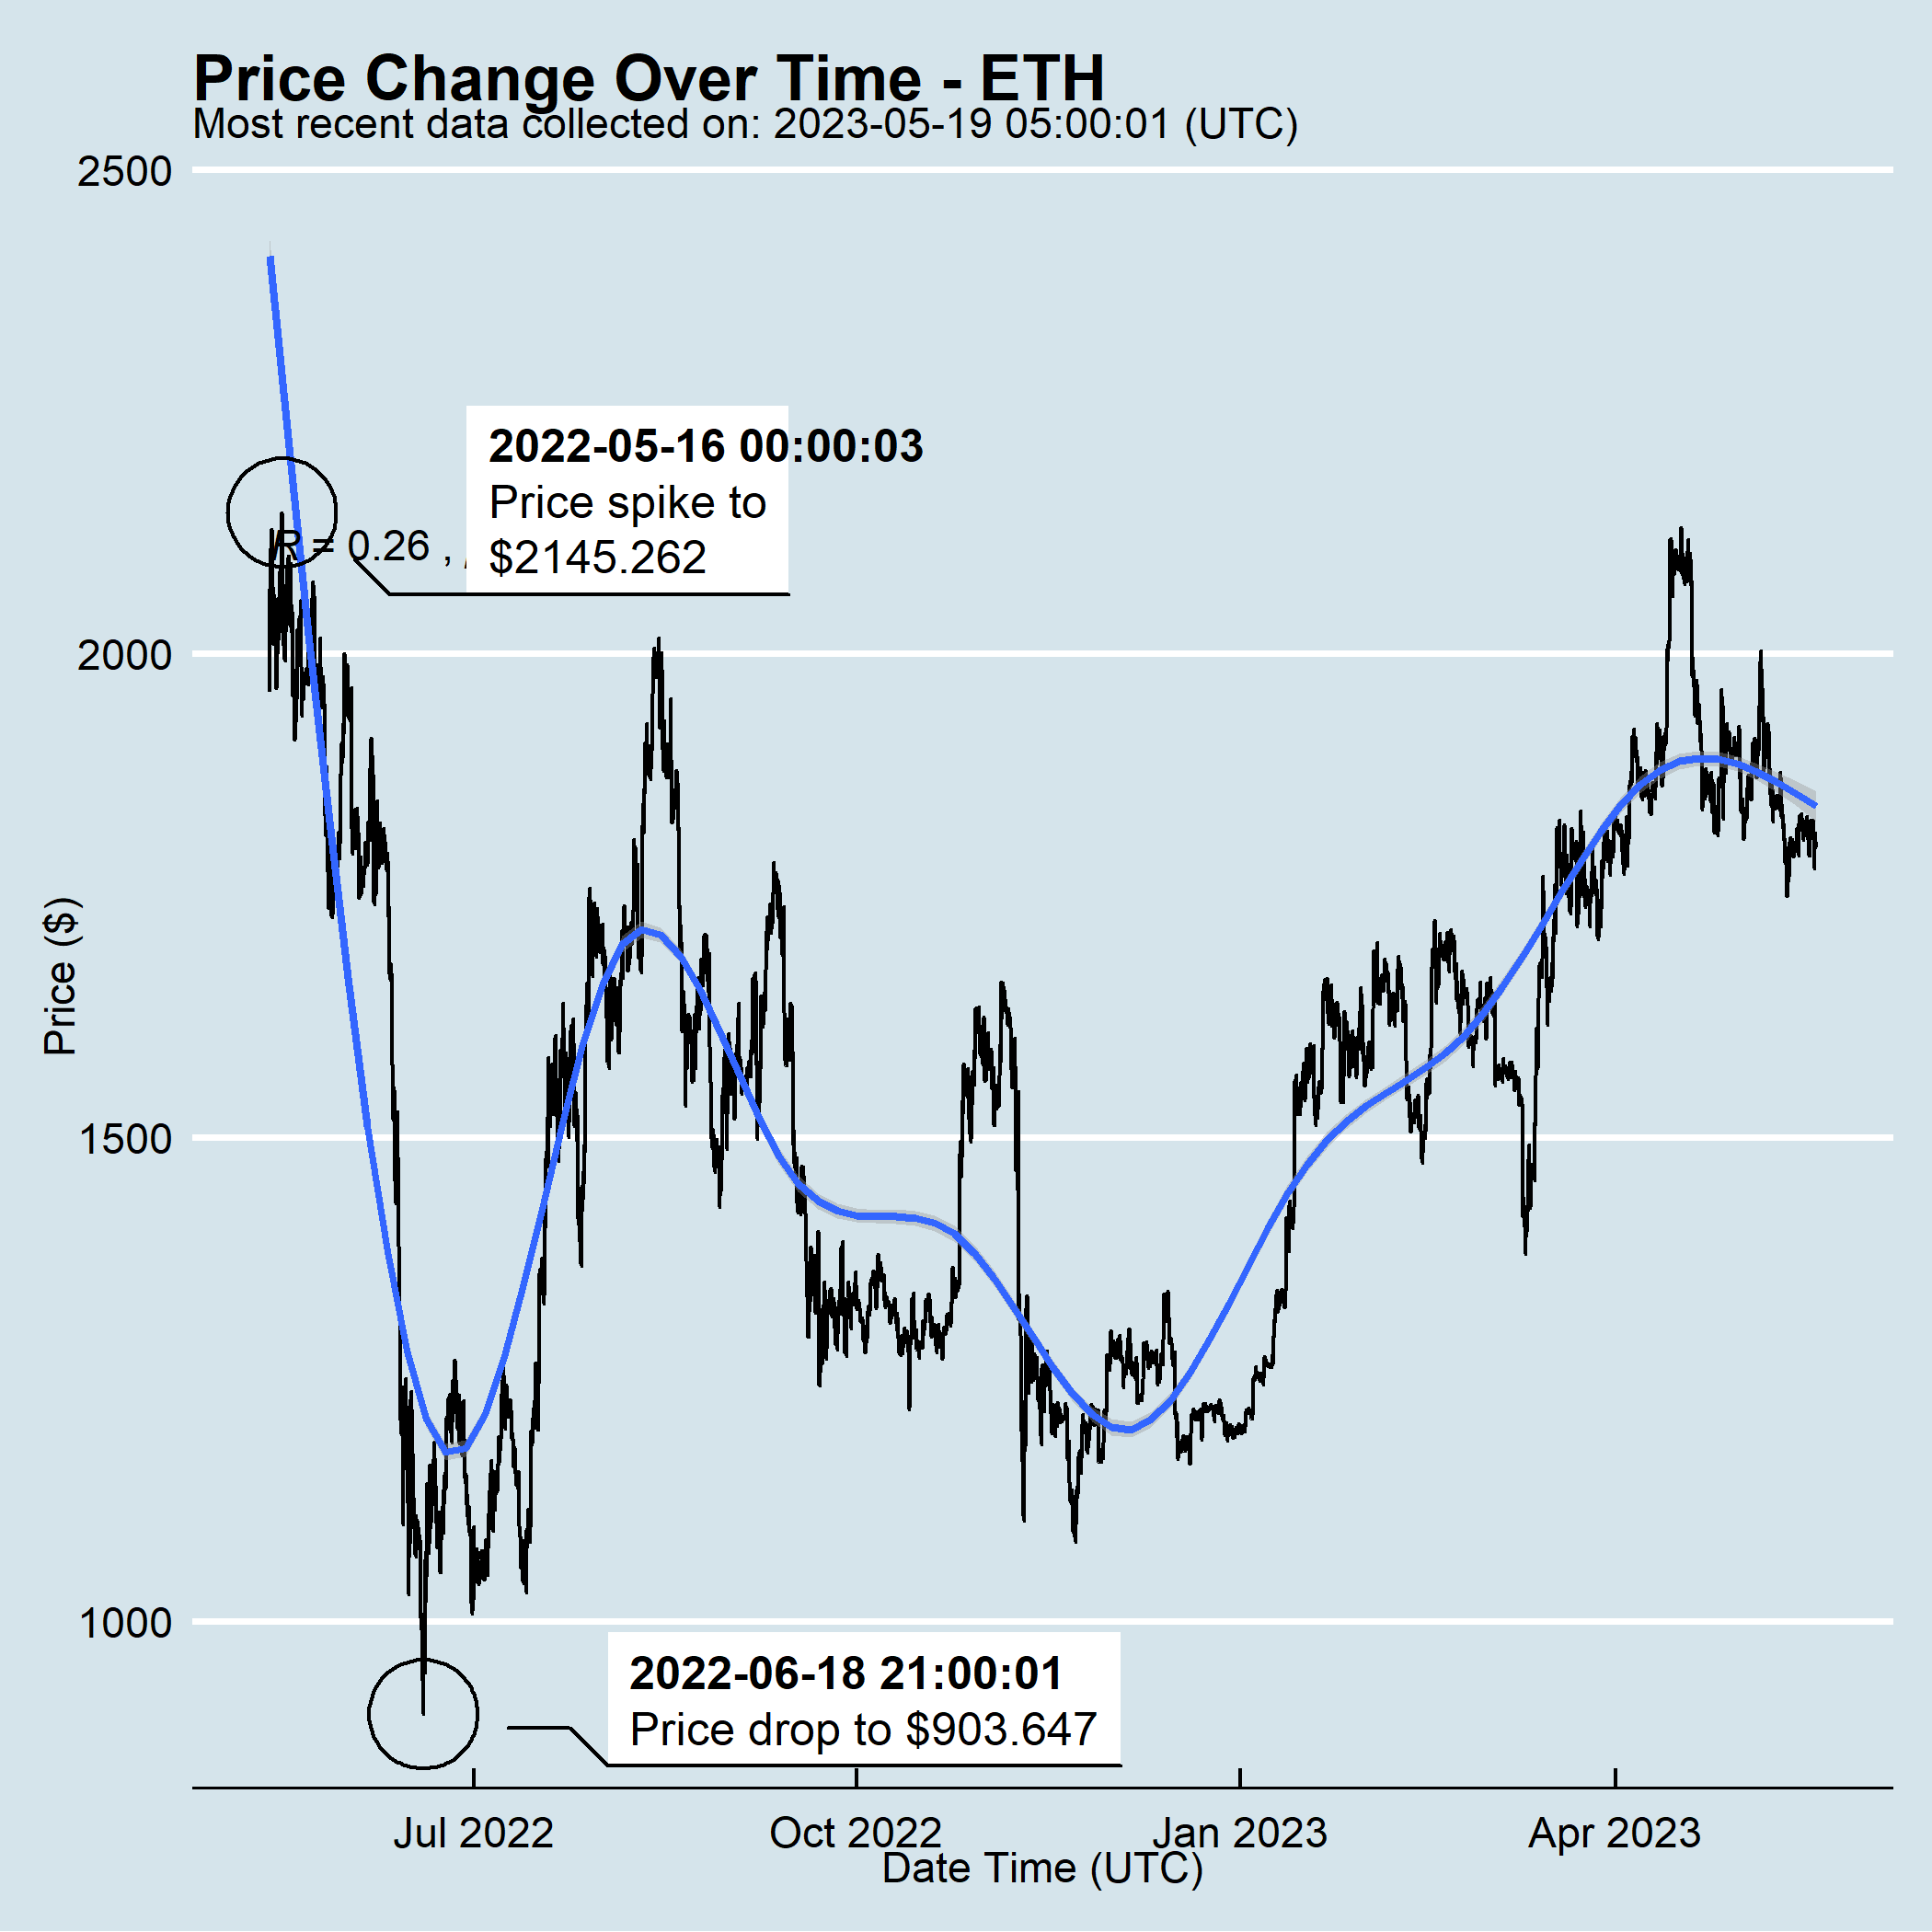 Price Change Over Time - ETH
Most recent data collected on: 2023-05-19 05:00:01 (UTC)
2500
2000
1500
1000
Price ($)
R = 0.26 ,
2022-05-16 00:00:03
Price spike to
$2145.262
2022-06-18 21:00:01
Price drop to $903.647
Jul 2022
Oct 2022
Jan 2023
Apr 2023
Date Time (UTC)